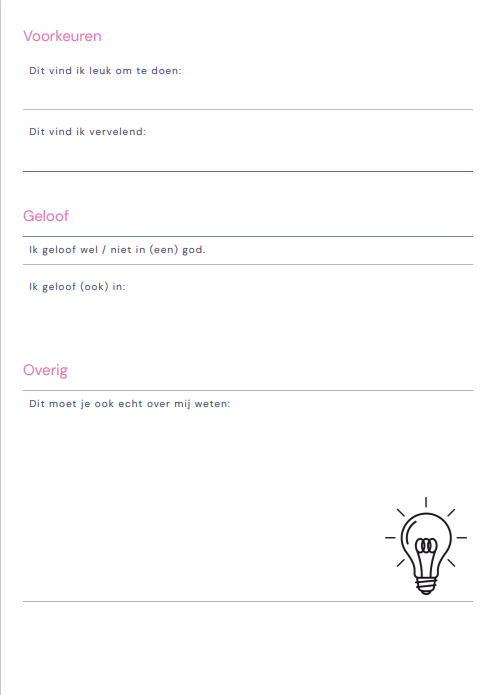 Voorkeuren
Dit vind ik leuk om te doen:
Dit vind ik vervelend:
Geloof
Ik geloof wel / niet in (een) god.
Ik geloof (ook) in:
Overig
Dit moet je ook echt over mij weten: